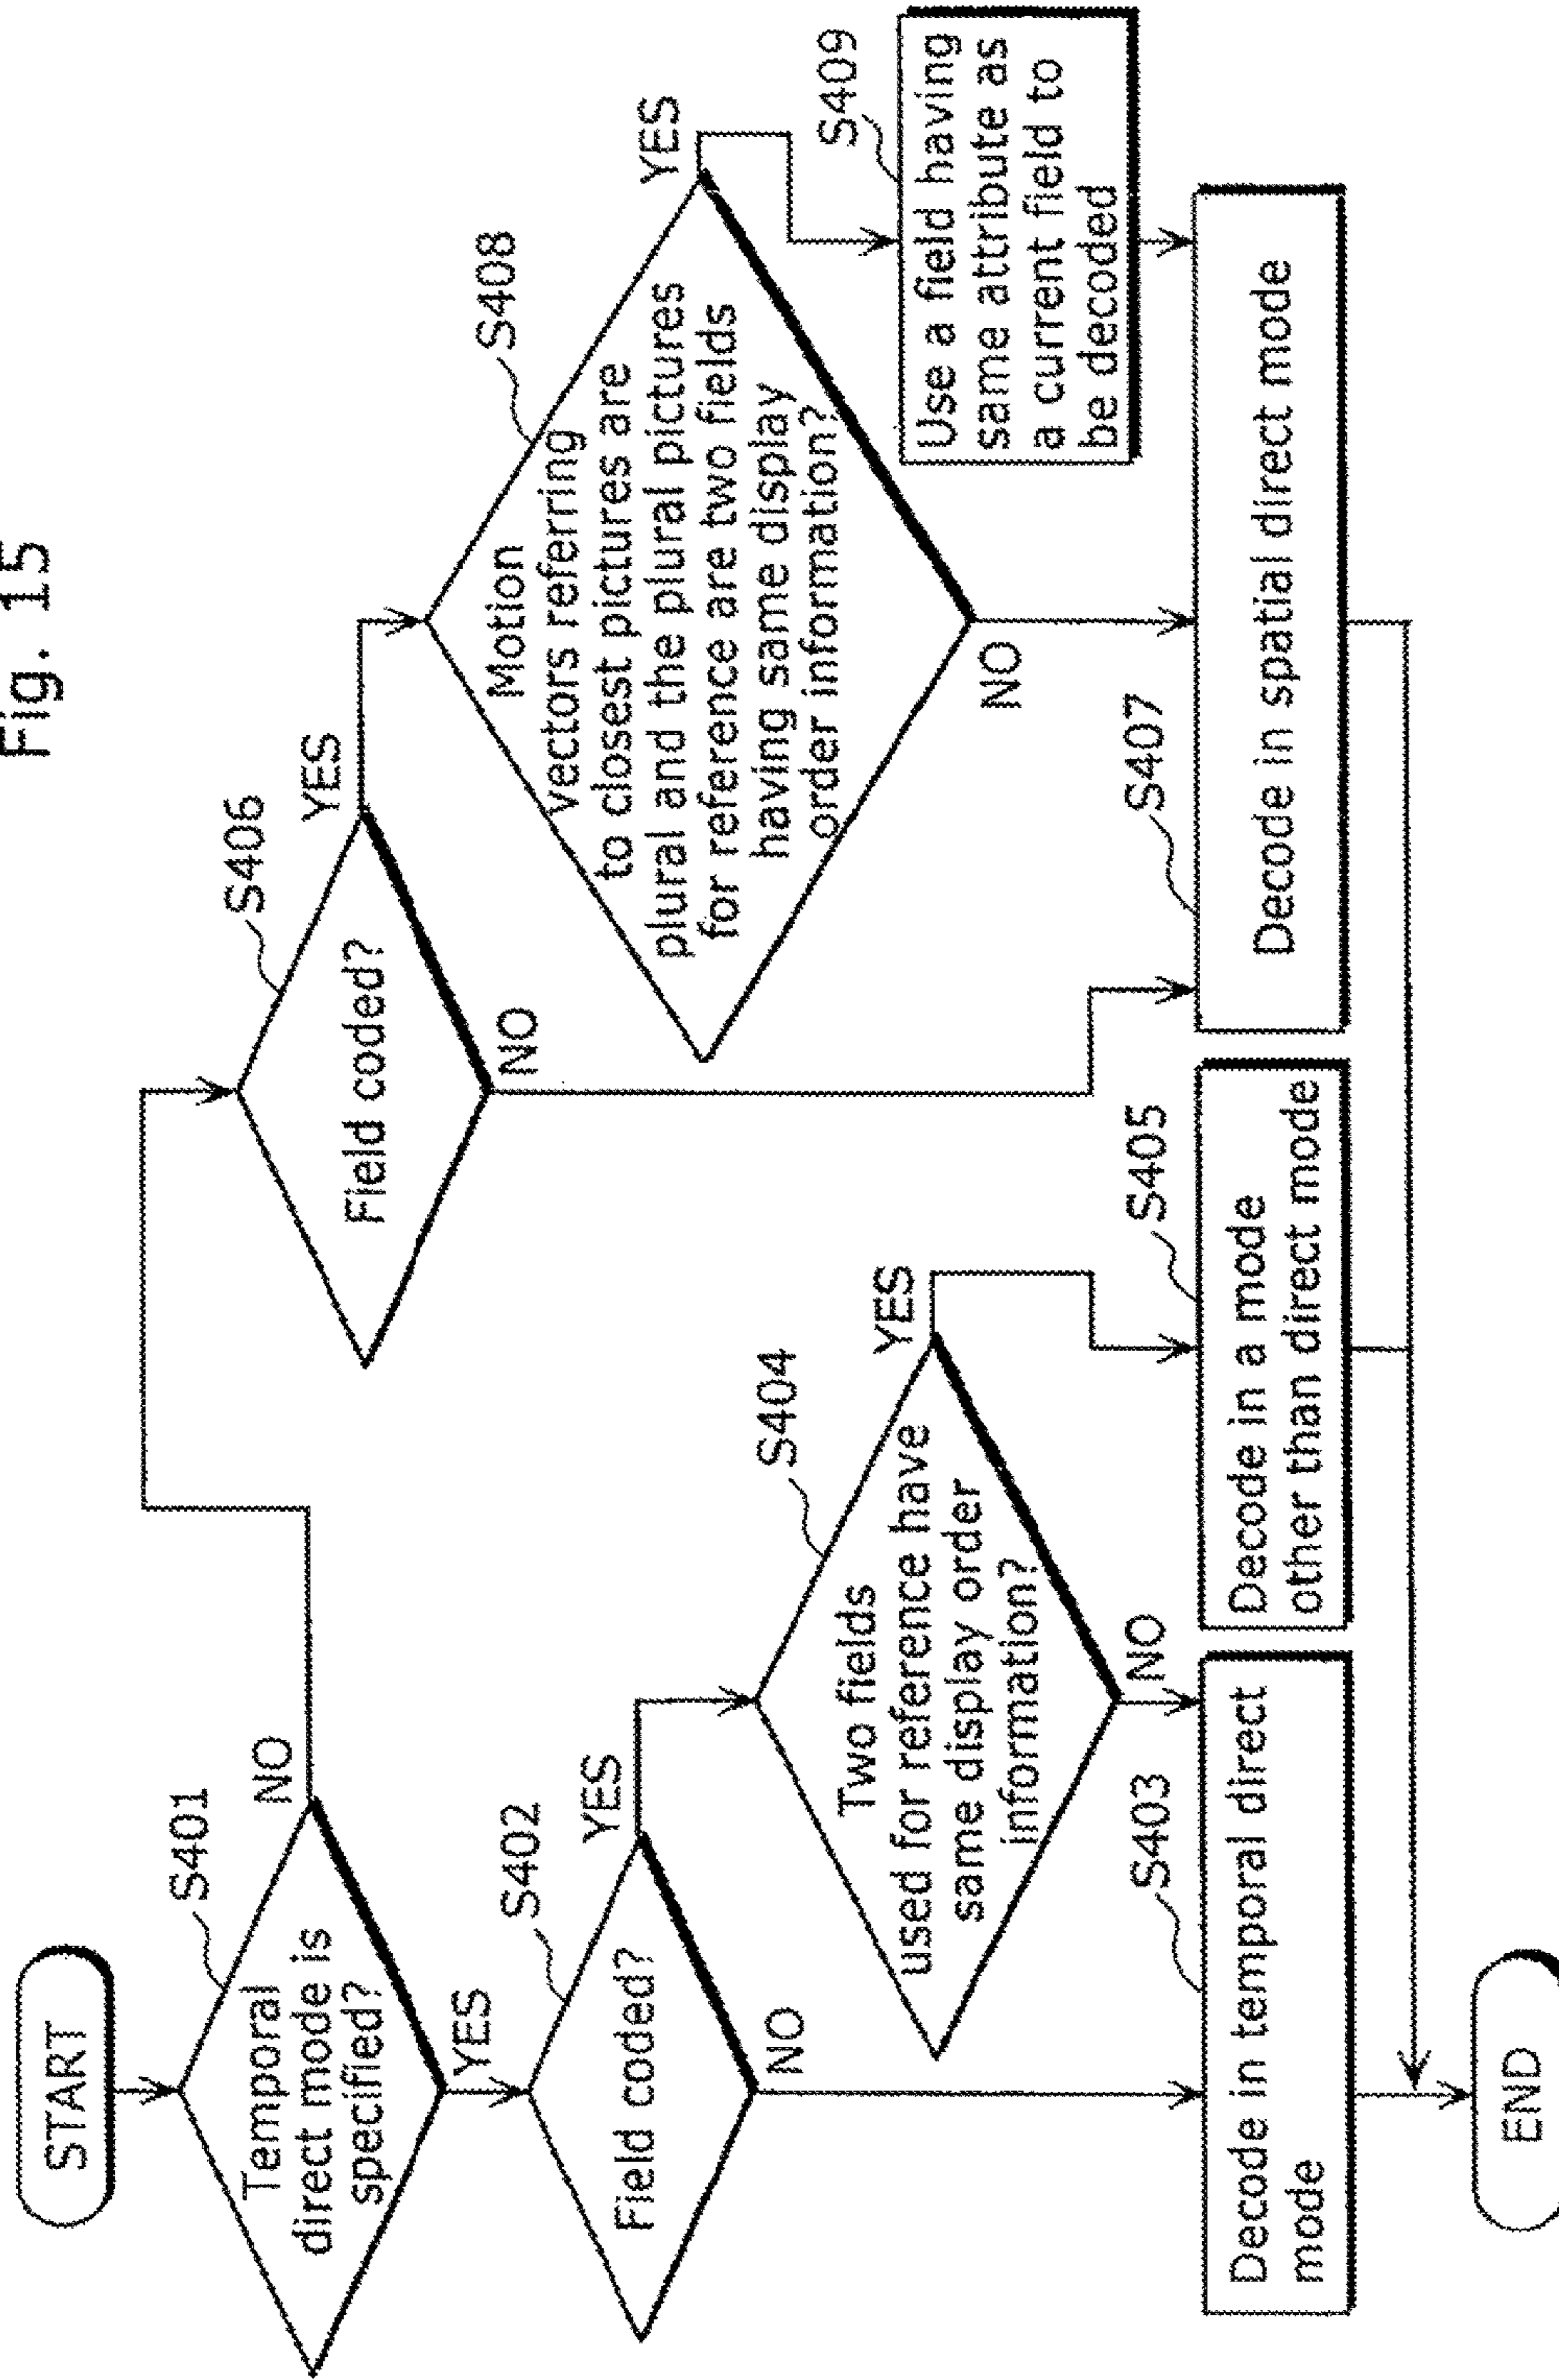 Fig. 15
START
S401
Temporal
direct mode is
specified?
NO
YES
S402
Field coded?
YES
NO
S404
Two fields
used for reference have
same display order
information?
YES
NO
S403
Decode in temporal direct
mode
S405
Decode in a mode
other than direct mode
S406
Field coded?
YES
NO
S408
Motion
vectors referring
to closest pictures are
plural and the plural pictures
for reference are two fields
having same display
order information?
YES
NO
S409
Use a field having
same attribute as
a current field to
be decoded
S407
Decode in spatial direct mode
END